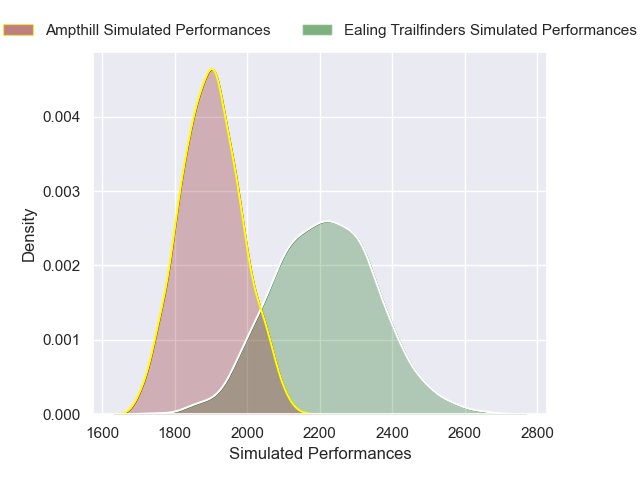 Ampthill Simulated Performances Ealing Trailfinders Simulated Performances
0.004
0.003
0.002
0.001
0.000
Density
1600 1800 2000 2200 2400 2600 2800
Simulated Performances